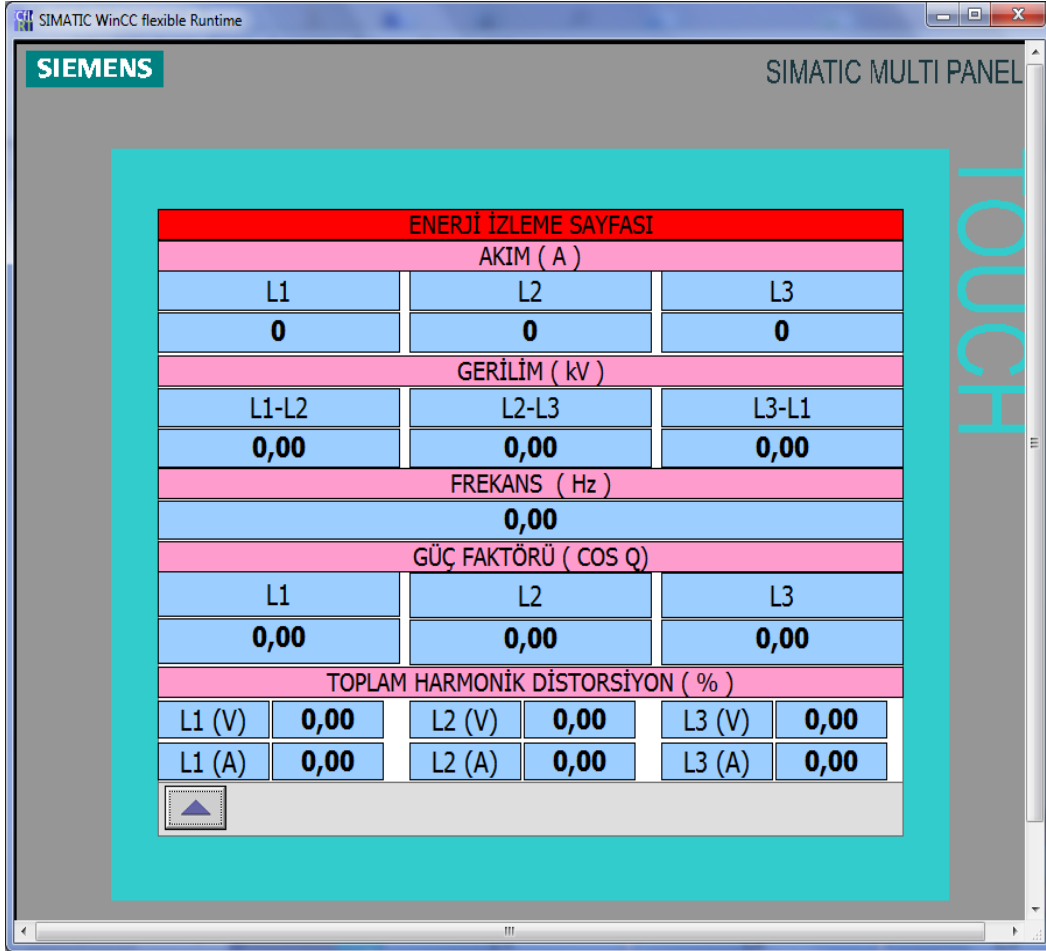 SIMATIC WinCC flexible Runtime
SIEMENS
SIMATIC MULTI PANEL
TOUCH
ENERJİ İZLEME SAYFASI
AKIM ( A )
L1 L2 L3
0 0 0
GERİLİM ( kV )
L1-L2 L2-L3 L3-L1
0,00 0,00 0,00
FREKANS ( Hz )
0,00
GÜÇ FAKTÖRÜ ( COS Q)
L1 L2 L3
0,00 0,00 0,00
TOPLAM HARMONİK DİSTORSİYON ( % )
L1 (V) 0,00 L2 (V) 0,00 L3 (V) 0,00
L1 (A) 0,00 L2 (A) 0,00 L3 (A) 0,00